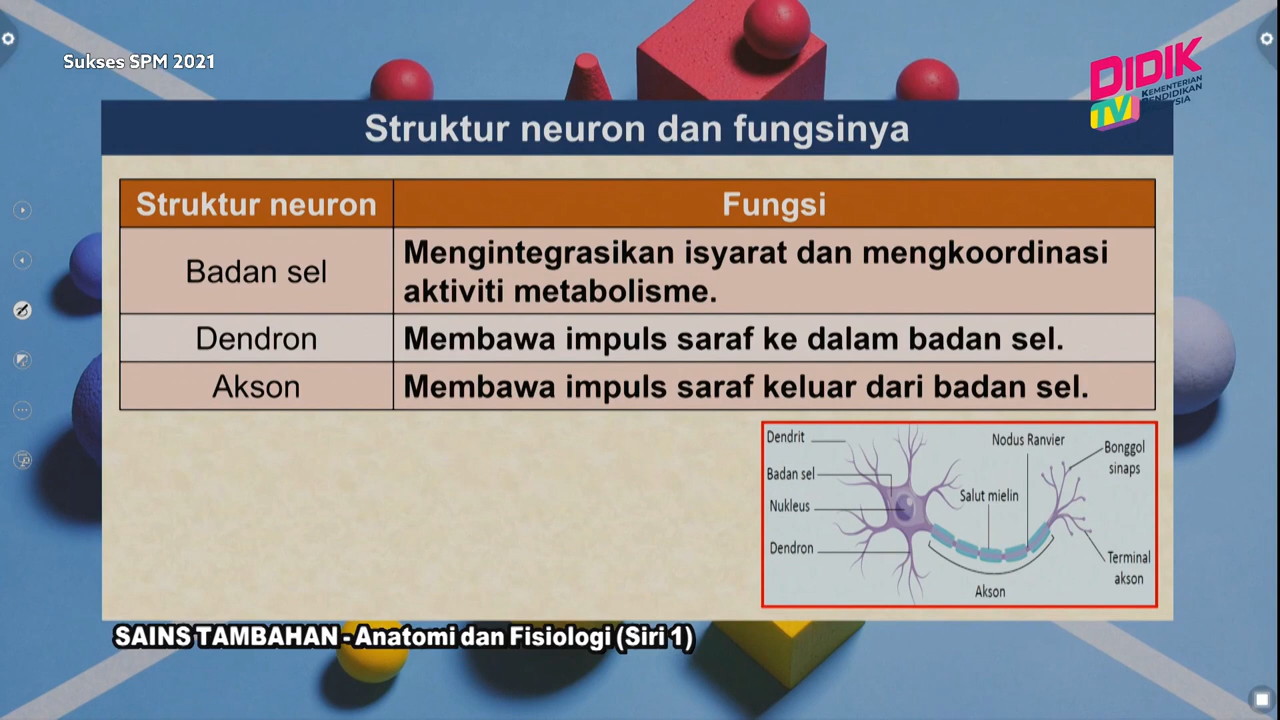 Sukses SPM 2021
DIDIK
TV
KEMENTERIAN
PENDIDIKAN
Struktur neuron dan fungsinya
Struktur neuron
Fungsi
Badan sel
Mengintegrasikan isyarat dan mengkoordinasi
aktiviti metabolisme.
Dendron
Membawa impuls saraf ke dalam badan sel.
Akson
Membawa impuls saraf keluar dari badan sel.
Dendrit
Nodus Ranvier
Bonggol
sinaps
Badan sel
Salut mielin
Nukleus
Dendron
Terminal
akson
Akson
SAINS TAMBAHAN - Anatomi dan Fisiologi (Siri 1)